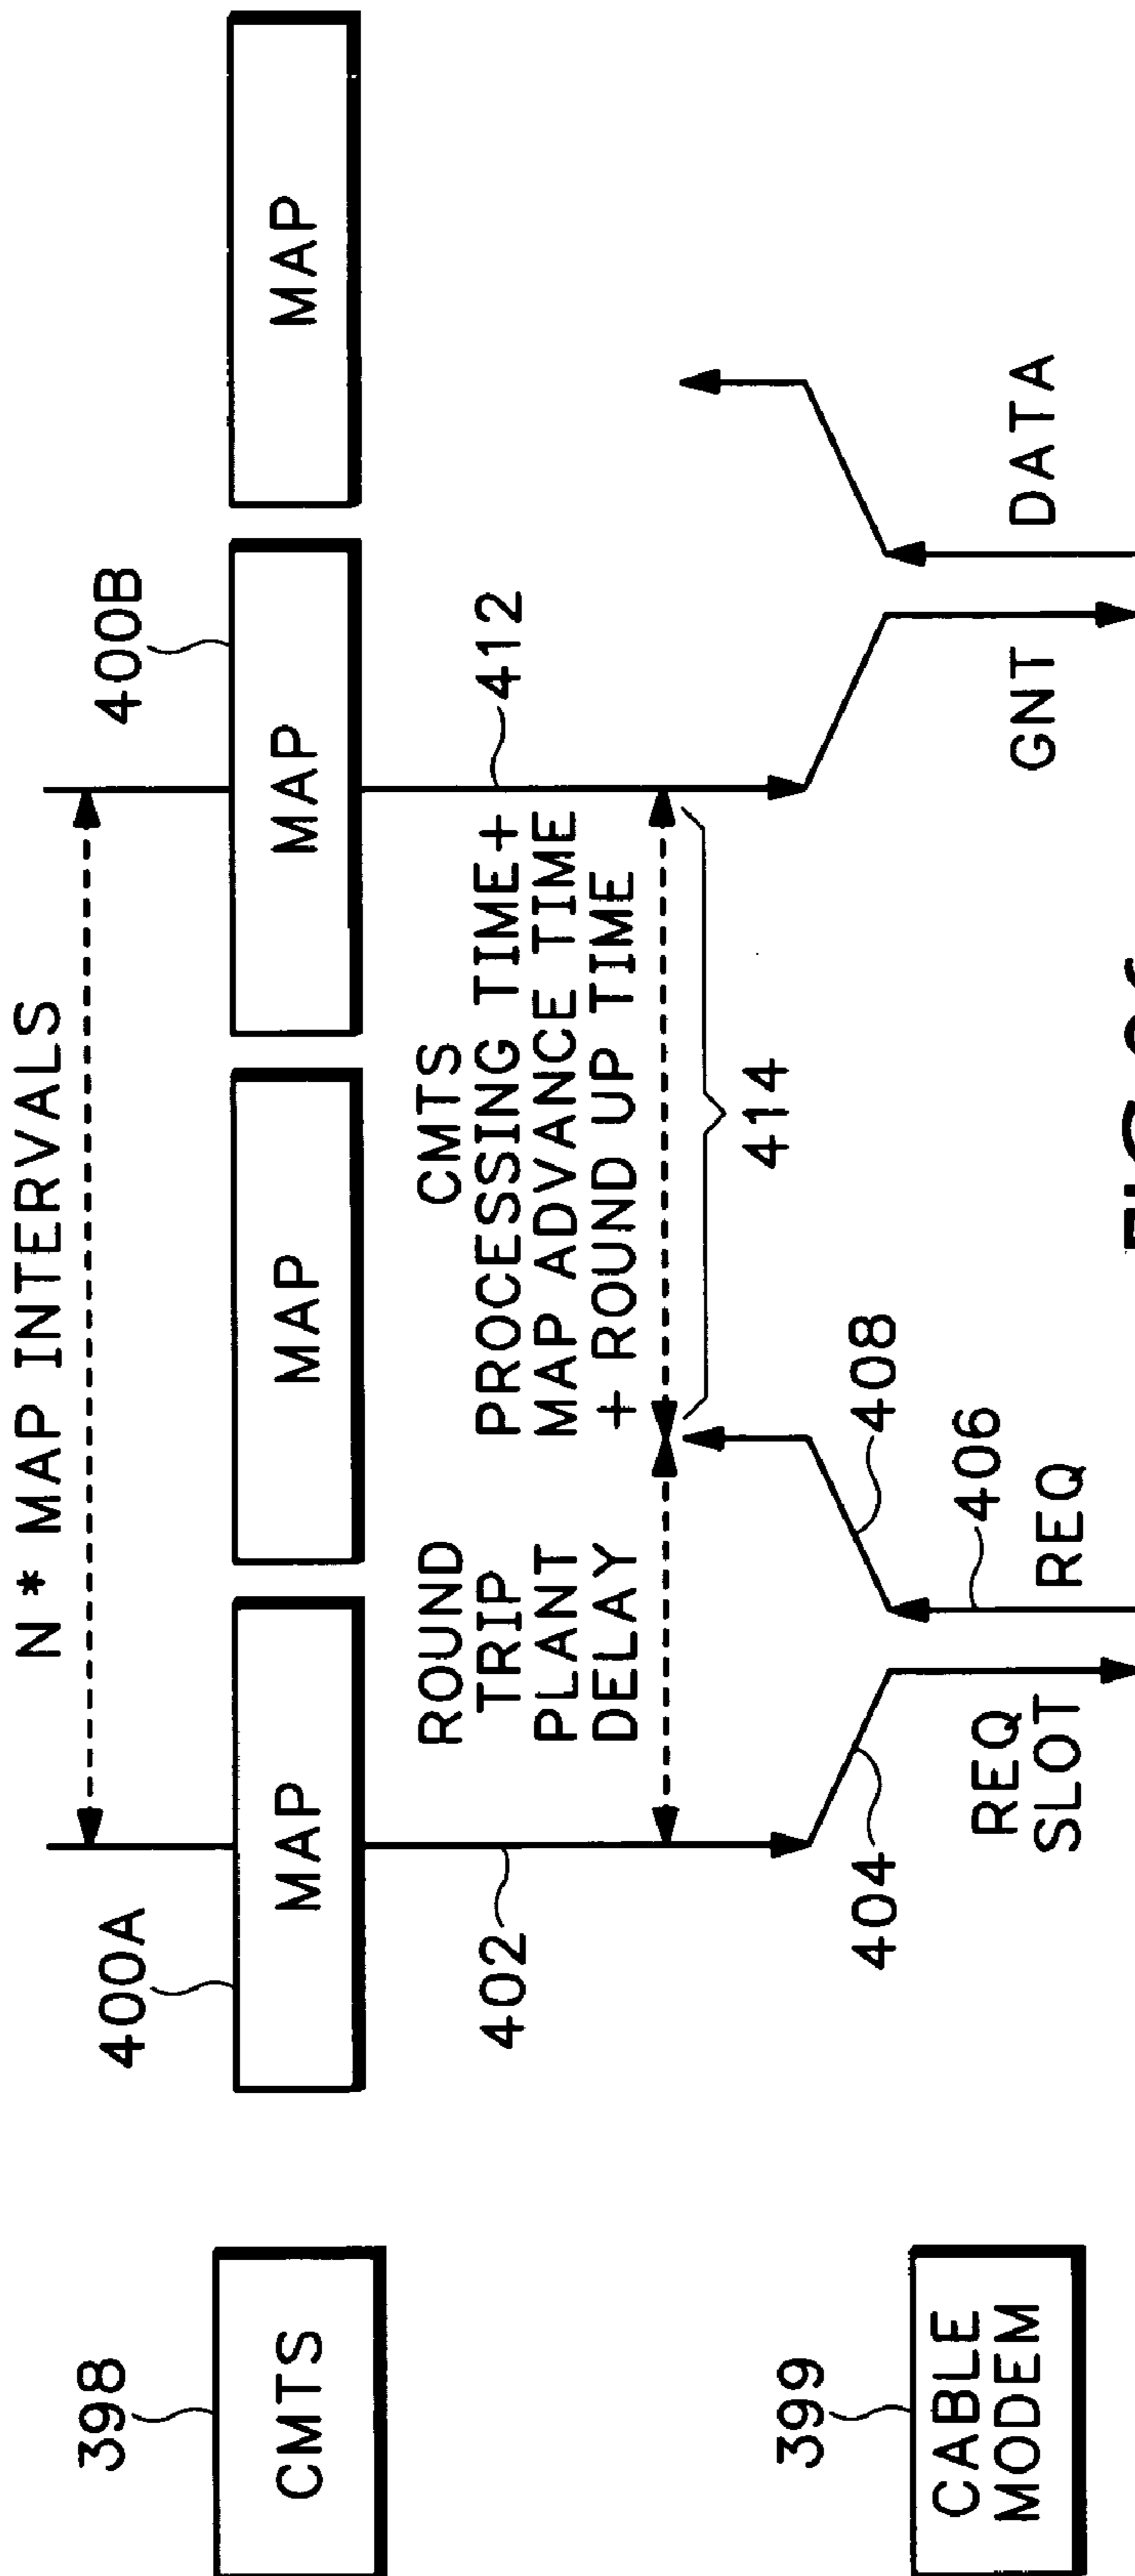 N * MAP INTERVALS
398
CMTS
400A
MAP
MAP
400B
MAP
MAP
402
ROUND
TRIP
PLANT
DELAY
CMTS
PROCESSING TIME+
MAP ADVANCE TIME
+ ROUND UP TIME
412
414
399
CABLE
MODEM
404
REQ
SLOT
408
406
REQ
GNT
DATA